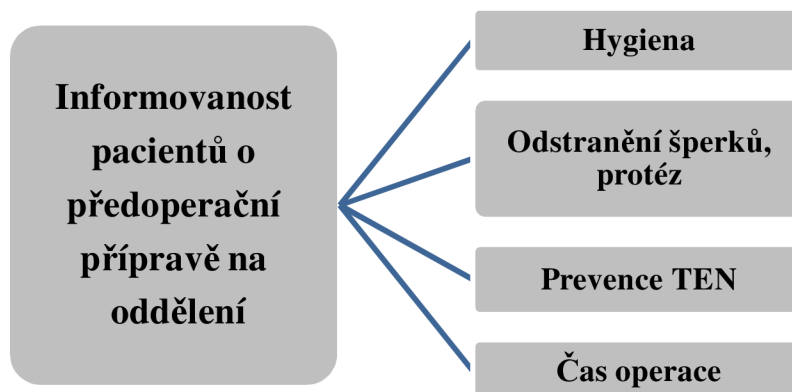 Informovanost
pacientů o
předoperační
přípravě na
oddělení
Hygiena
Odstranění šperků,
protéz
Prevence TEN
Čas operace